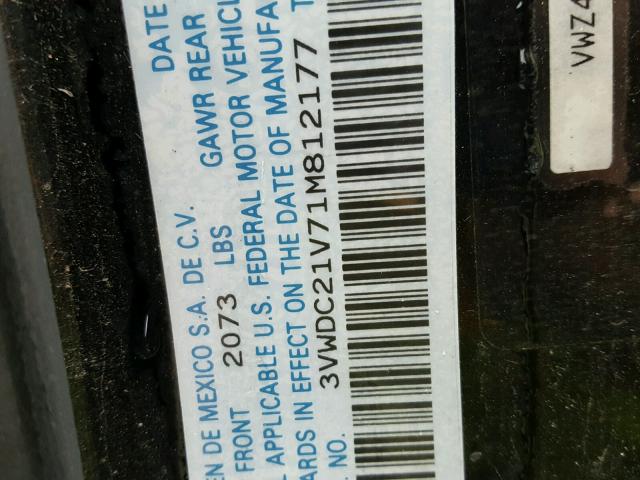 EN DE MEXICO S.A. DE C.V. DATE
FRONT 2073 LBS GAWR REAR
APPLICABLE U.S. FEDERAL MOTOR VEHICL
ARDS IN EFFECT ON THE DATE OF MANUFA
NO. 3VWDC21V71M812177 T
VWZ4